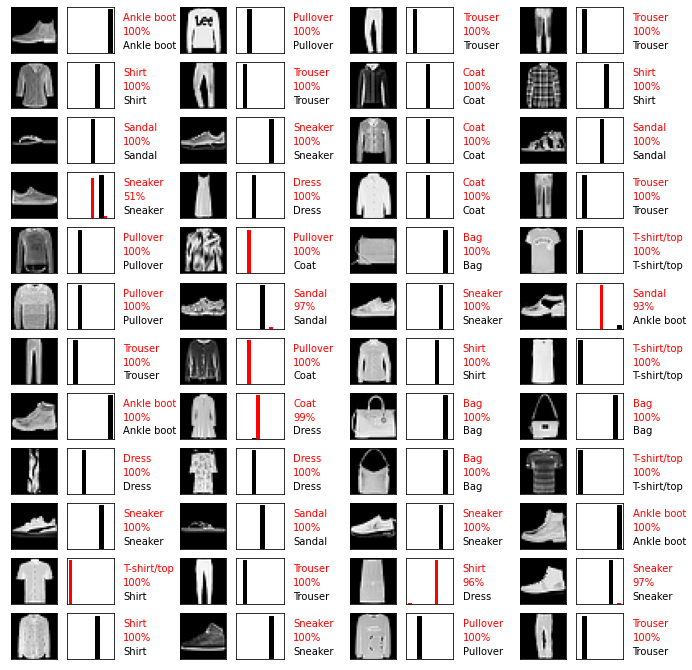 Ankle boot
100%
Ankle boot
Lee
Pullover
100%
Pullover
Trouser
100%
Trouser
Trouser
100%
Trouser
Shirt
100%
Shirt
Trouser
100%
Trouser
Coat
100%
Coat
Shirt
100%
Shirt
Sandal
100%
Sandal
Sneaker
100%
Sneaker
Coat
100%
Coat
Sandal
100%
Sandal
Sneaker
51%
Sneaker
Dress
100%
Dress
Coat
100%
Coat
Trouser
100%
Trouser
Pullover
100%
Pullover
Pullover
100%
Coat
Bag
100%
Bag
T-shirt/top
100%
T-shirt/top
Pullover
100%
Pullover
Sandal
97%
Sandal
Sneaker
100%
Sneaker
Sandal
93%
Ankle boot
Trouser
100%
Trouser
Pullover
100%
Coat
Shirt
100%
Shirt
T-shirt/top
100%
T-shirt/top
Ankle boot
100%
Ankle boot
Coat
99%
Dress
Bag
100%
Bag
Bag
100%
Bag
Dress
100%
Dress
Dress
100%
Dress
Bag
100%
Bag
T-shirt/top
100%
T-shirt/top
Sneaker
100%
Sneaker
Sandal
100%
Sandal
Sneaker
100%
Sneaker
Ankle boot
100%
Ankle boot
T-shirt/top
100%
Shirt
Trouser
100%
Trouser
Shirt
96%
Dress
Sneaker
97%
Sneaker
Shirt
100%
Shirt
Sneaker
100%
Sneaker
Pullover
100%
Pullover
Trouser
100%
Trouser